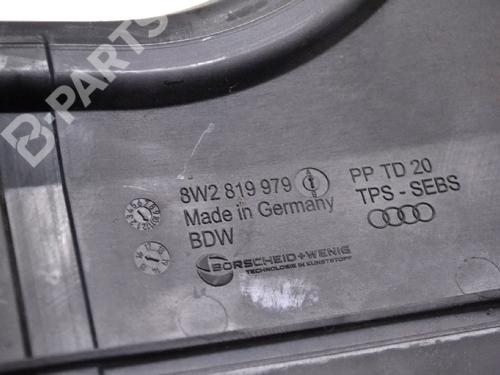 B-PARTS
8W2 819 979
PP TD 20
Made in Germany
TPS - SEBS
BDW
BORSCHEID+WENIG
TECHNOLOGIE IN KUNSTSTOFF